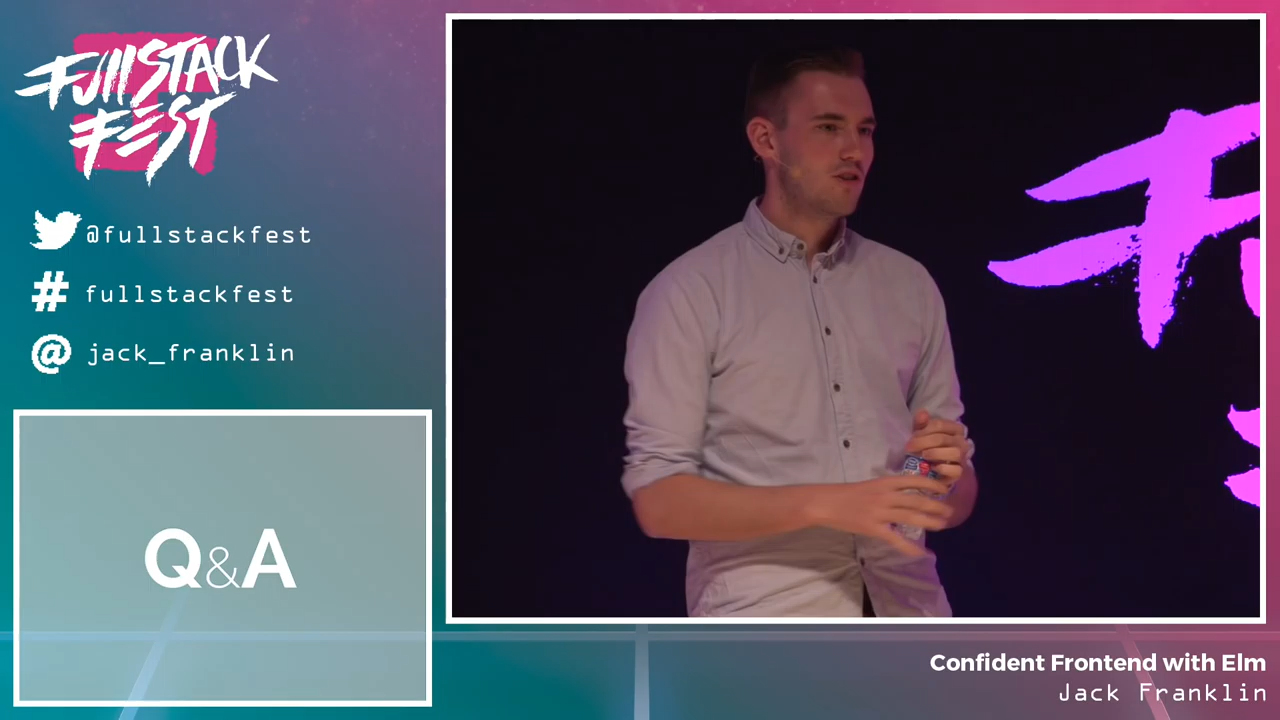 FullSTACK
FEST
@fullstackfest
# fullstackfest
@ jack_franklin
Q&A
Confident Frontend with Elm
Jack Franklin